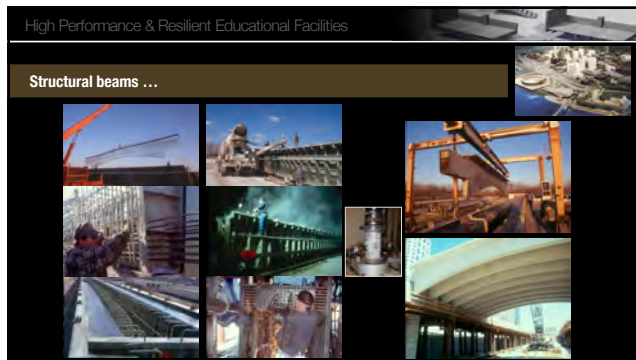 High Performance & Resilient Educational Facilities
Structural beams …